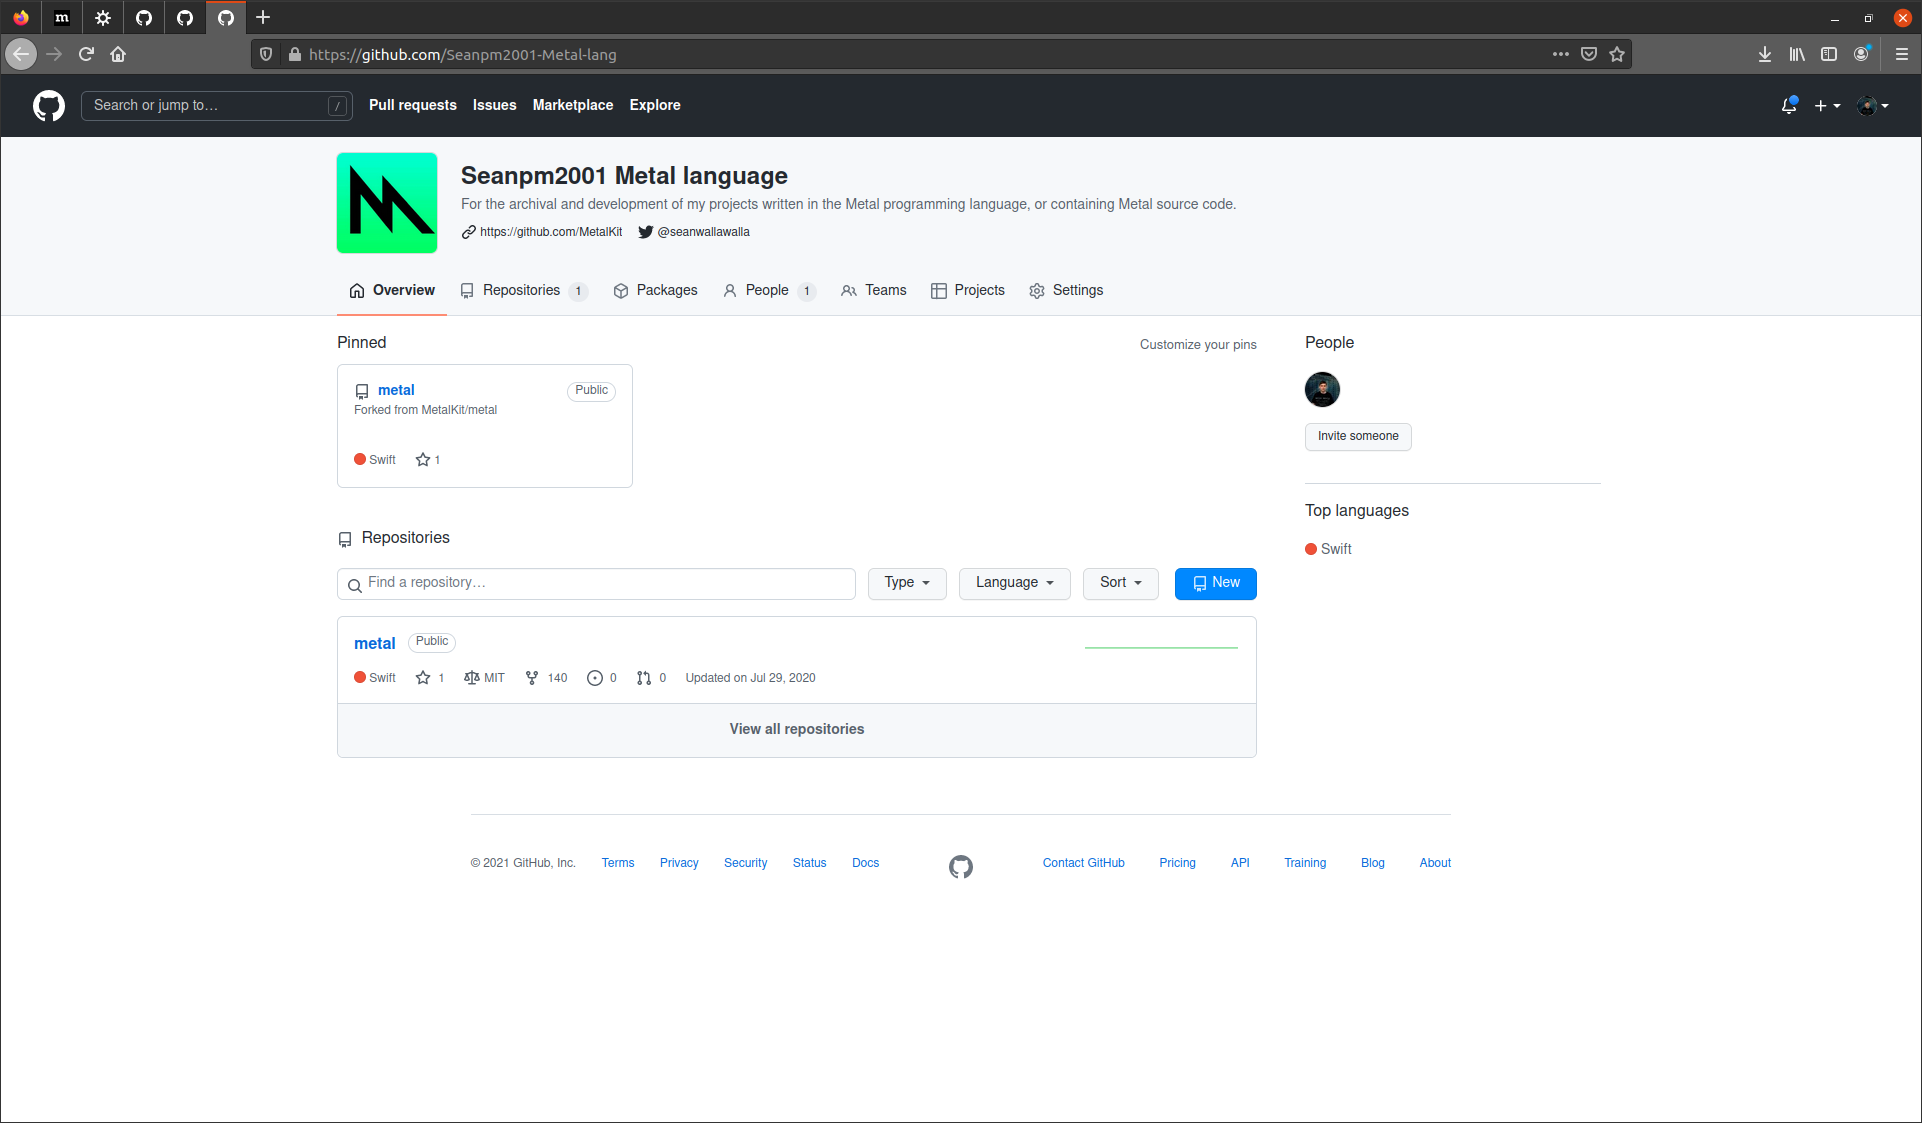 m
https://github.com/Seanpm2001-Metal-lang
Search or jump to… /
Pull requests Issues Marketplace Explore
Seanpm2001 Metal language
For the archival and development of my projects written in the Metal programming language, or containing Metal source code.
https://github.com/MetalKit @seanwallawalla
Overview Repositories 1 Packages People 1 Teams Projects Settings
Pinned Customize your pins
metal Public
Forked from MetalKit/metal
Swift 1
People
Invite someone
Top languages
Swift
Repositories
Find a repository… Type Language Sort New
metal Public
Swift 1 MIT 140 0 0 Updated on Jul 29, 2020
View all repositories
© 2021 GitHub, Inc. Terms Privacy Security Status Docs Contact GitHub Pricing API Training Blog About